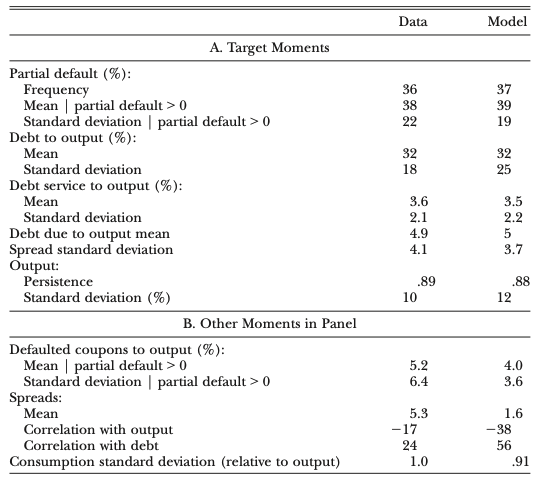 Data Model
A. Target Moments
Partial default (%):
Frequency 36 37
Mean | partial default > 0 38 39
Standard deviation | partial default > 0 22 19
Debt to output (%):
Mean 32 32
Standard deviation 18 25
Debt service to output (%):
Mean 3.6 3.5
Standard deviation 2.1 2.2
Debt due to output mean 4.9 5
Spread standard deviation 4.1 3.7
Output:
Persistence .89 .88
Standard deviation (%) 10 12
B. Other Moments in Panel
Defaulted coupons to output (%):
Mean | partial default > 0 5.2 4.0
Standard deviation | partial default > 0 6.4 3.6
Spreads:
Mean 5.3 1.6
Correlation with output −17 −38
Correlation with debt 24 56
Consumption standard deviation (relative to output) 1.0 .91